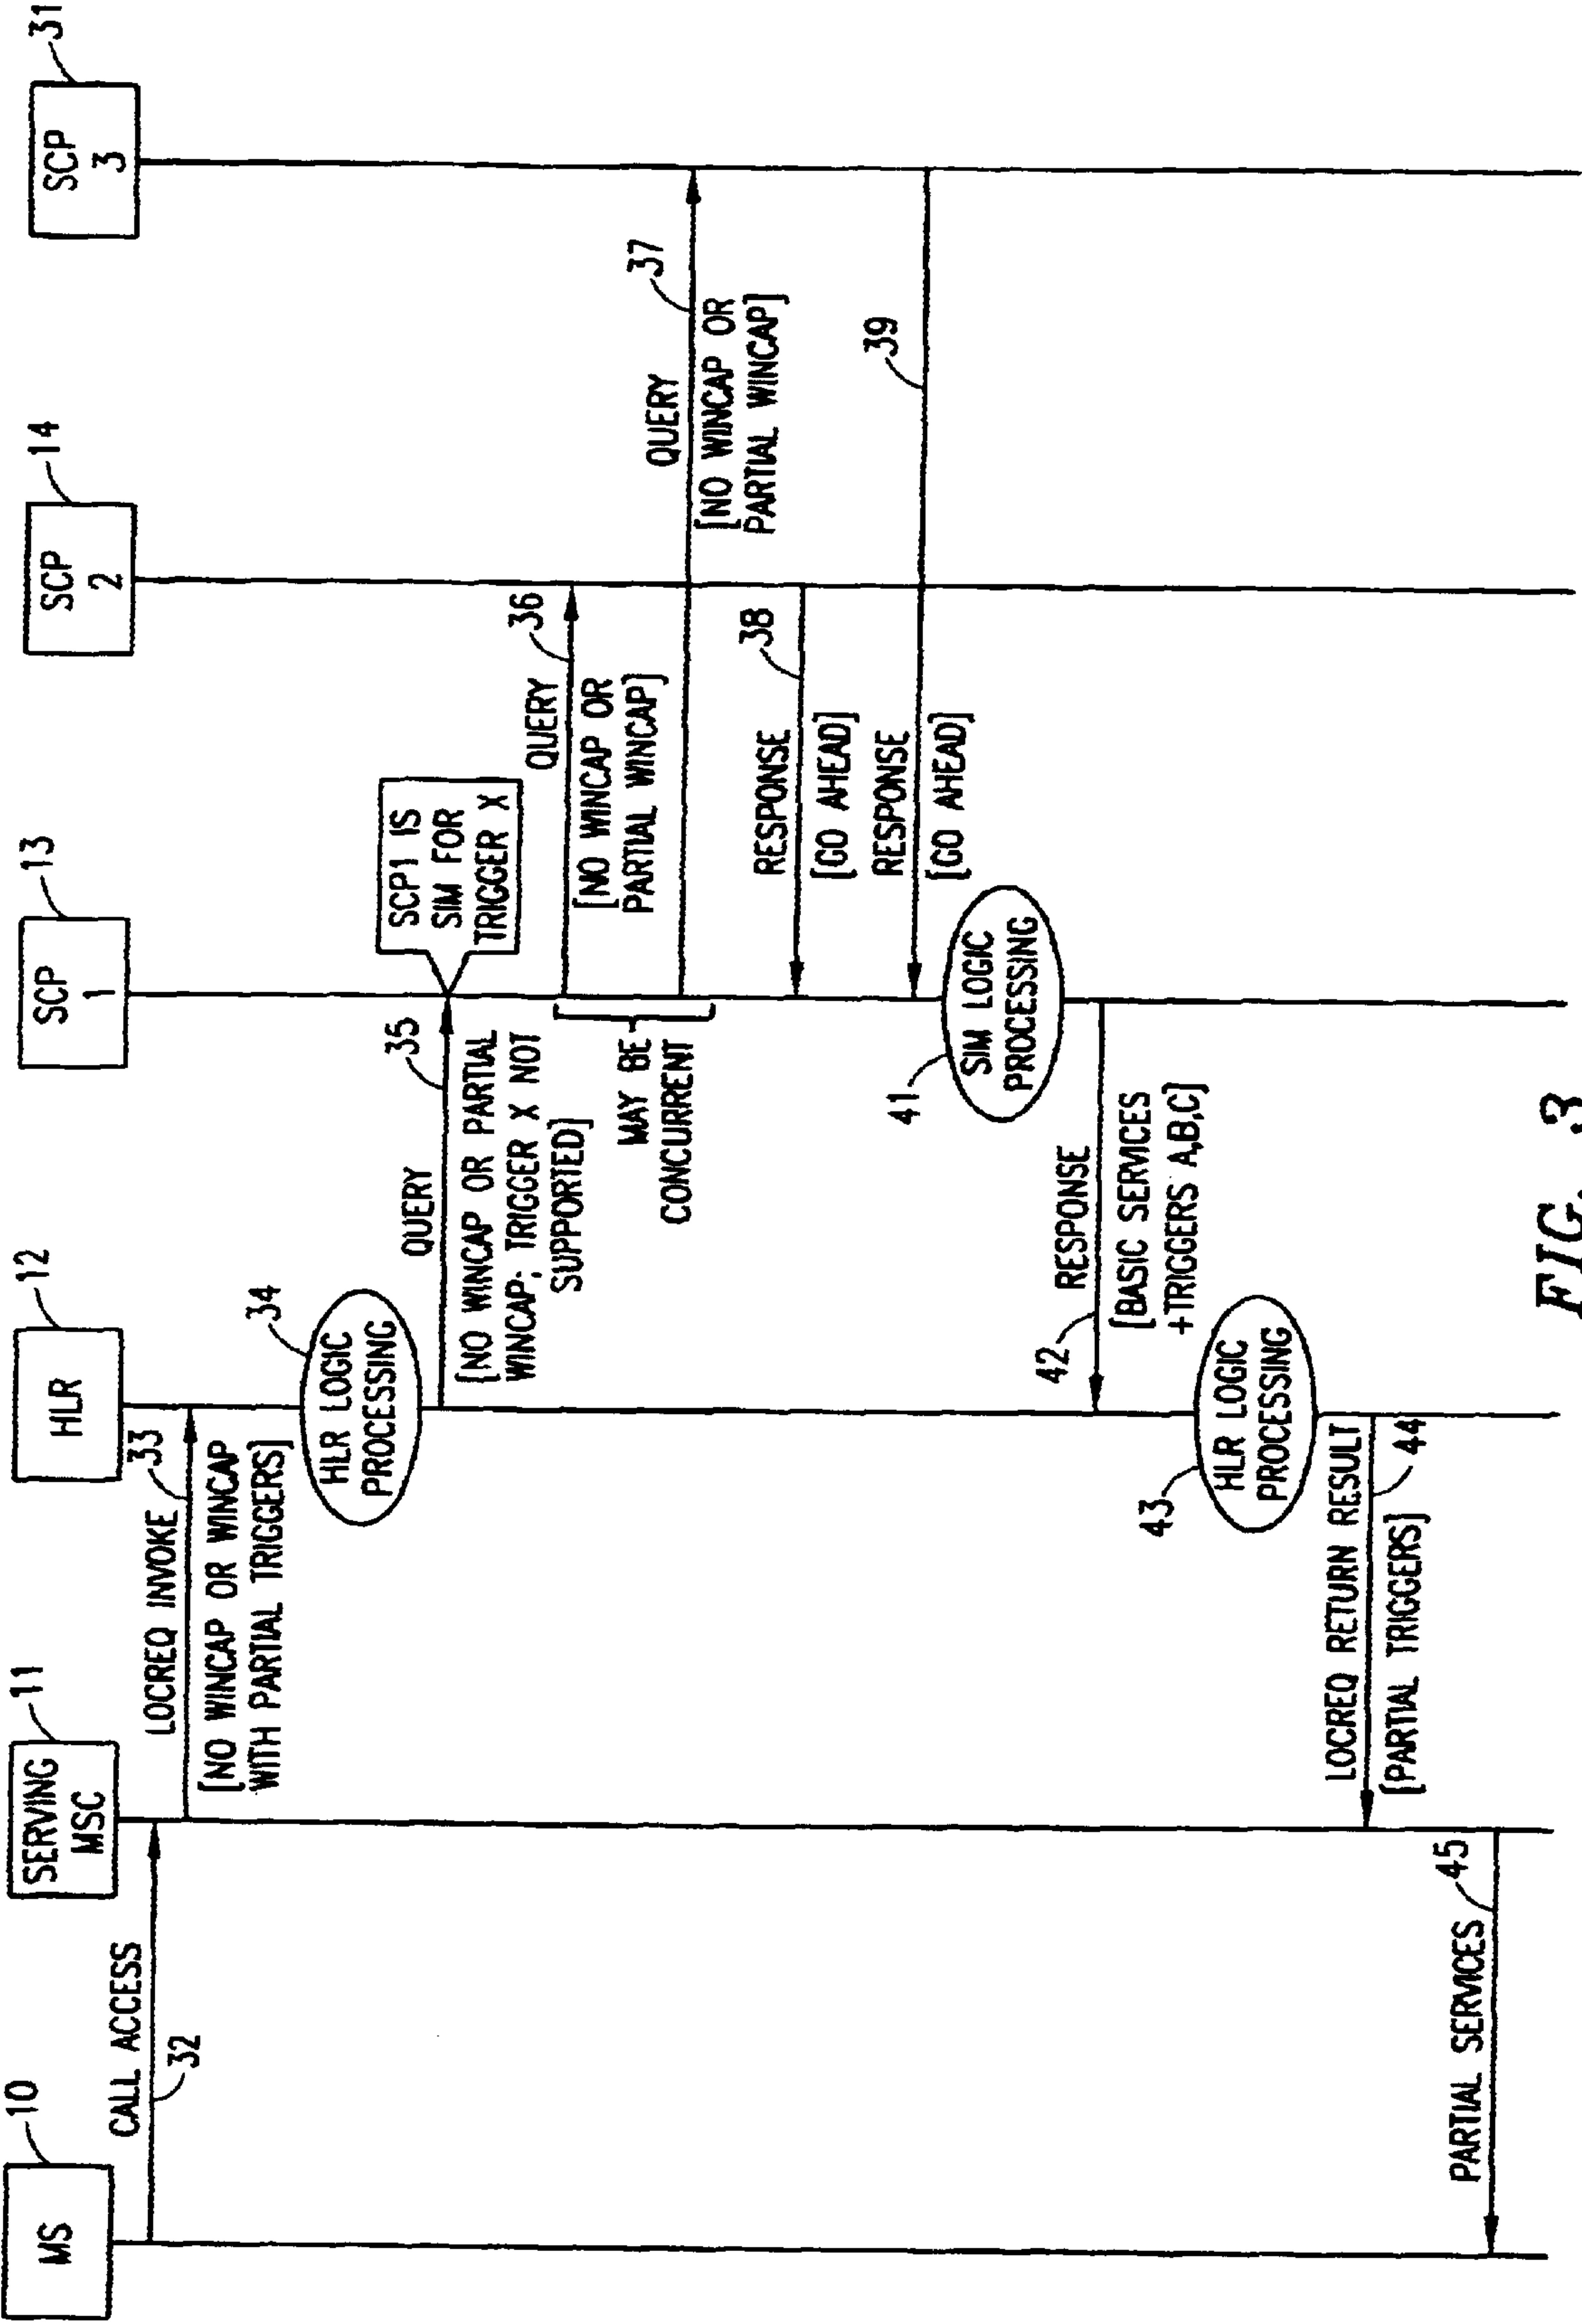 MS
10
SERVING
MSC
11
HLR
12
SCP
1
13
SCP
2
14
SCP
3
31
CALL ACCESS
32
LOCREQ INVOKE
33
[NO WINCAP OR WINCAP
WITH PARTIAL TRIGGERS]
HLR LOGIC
PROCESSING
34
QUERY
35
[NO WINCAP OR PARTIAL
WINCAP; TRIGGER X NOT
SUPPORTED]
SCP1 IS
SIM FOR
TRIGGER X
QUERY
36
[NO WINCAP OR
PARTIAL WINCAP]
MAY BE
CONCURRENT
QUERY
37
[NO WINCAP OR
PARTIAL WINCAP]
RESPONSE
38
[GO AHEAD]
RESPONSE
39
[GO AHEAD]
SIM LOGIC
PROCESSING
41
RESPONSE
42
[BASIC SERVICES
+TRIGGERS A,B,C]
HLR LOGIC
PROCESSING
43
LOCREQ RETURN RESULT
44
[PARTIAL TRIGGERS]
PARTIAL SERVICES
45
FIG. 3